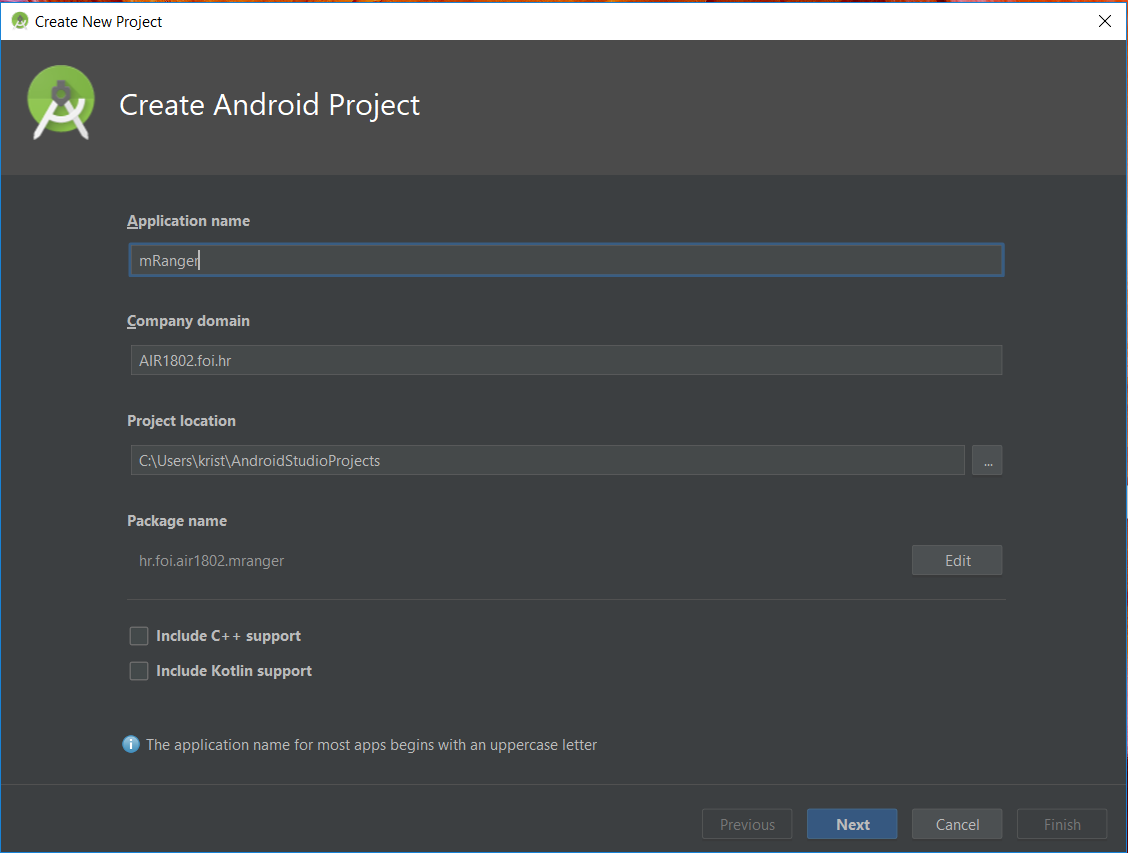 Create New Project
Create Android Project
Application name
mRanger
Company domain
AIR1802.foi.hr
Project location
C:\Users\krist\AndroidStudioProjects
...
Package name
hr.foi.air1802.mranger
Edit
Include C++ support
Include Kotlin support
The application name for most apps begins with an uppercase letter
Previous Next Cancel Finish